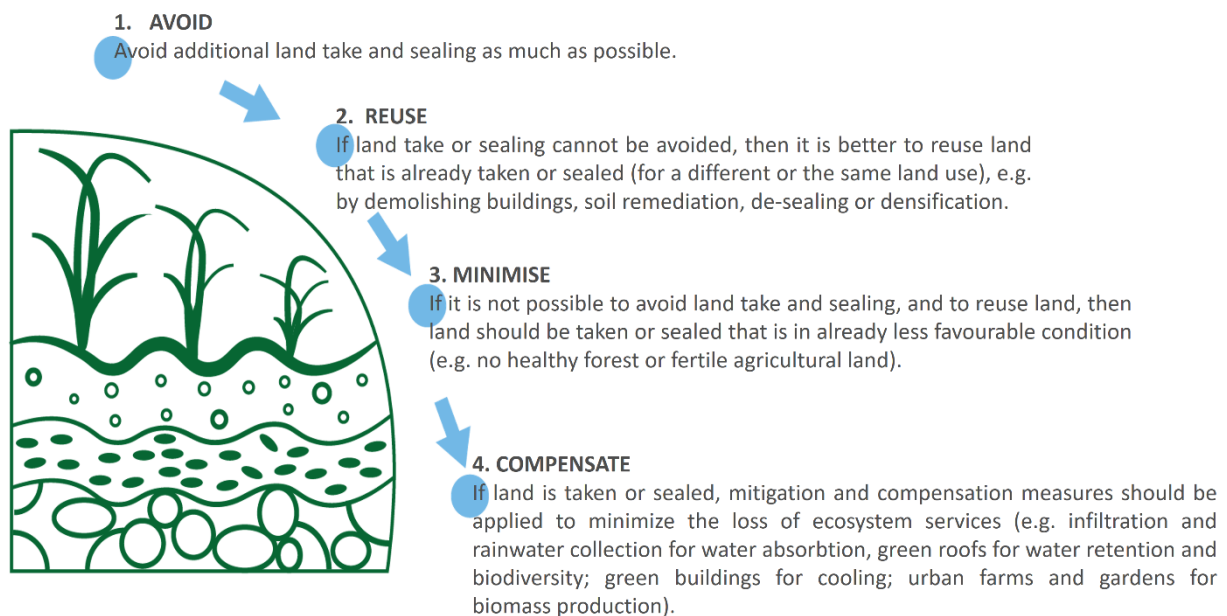 1. AVOID
Avoid additional land take and sealing as much as possible.
2. REUSE
If land take or sealing cannot be avoided, then it is better to reuse land
that is already taken or sealed (for a different or the same land use), e.g.
by demolishing buildings, soil remediation, de-sealing or densification.
3. MINIMISE
If it is not possible to avoid land take and sealing, and to reuse land, then
land should be taken or sealed that is in already less favourable condition
(e.g. no healthy forest or fertile agricultural land).
4. COMPENSATE
If land is taken or sealed, mitigation and compensation measures should be
applied to minimize the loss of ecosystem services (e.g. infiltration and
rainwater collection for water absorbtion, green roofs for water retention and
biodiversity; green buildings for cooling; urban farms and gardens for
biomass production).